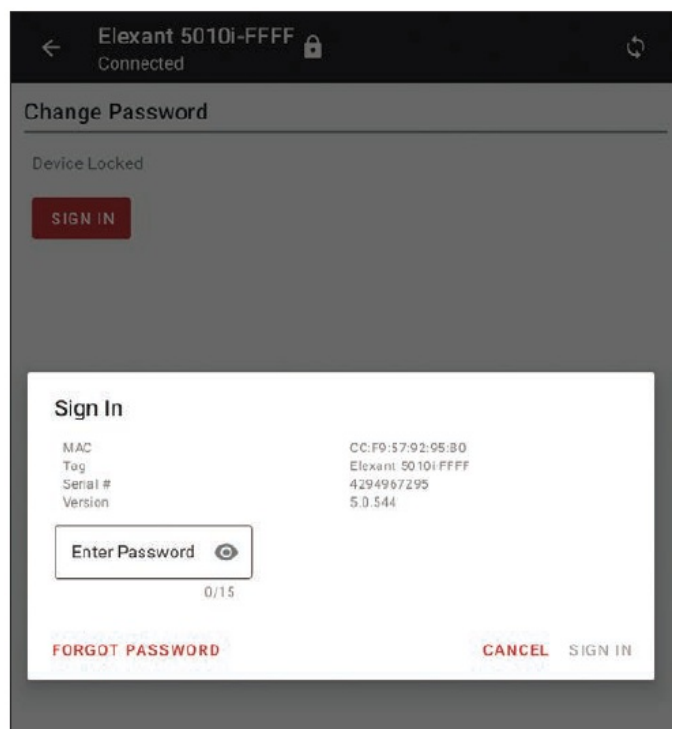 Elexant 5010i-FFFF
Connected
Change Password
Device Locked
SIGN IN
Sign In
MAC CC:F9:57:92:95:B0
Tag Elexant 5010i-FFFF
Serial # 4294967295
Version 5.0.544
Enter Password
0/15
FORGOT PASSWORD CANCEL SIGN IN